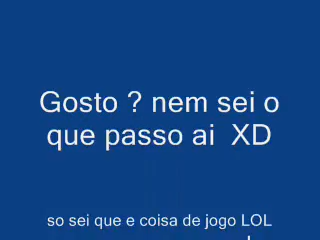 Gosto ? nem sei o
que passo ai  XD
so sei que e coisa de jogo LOL